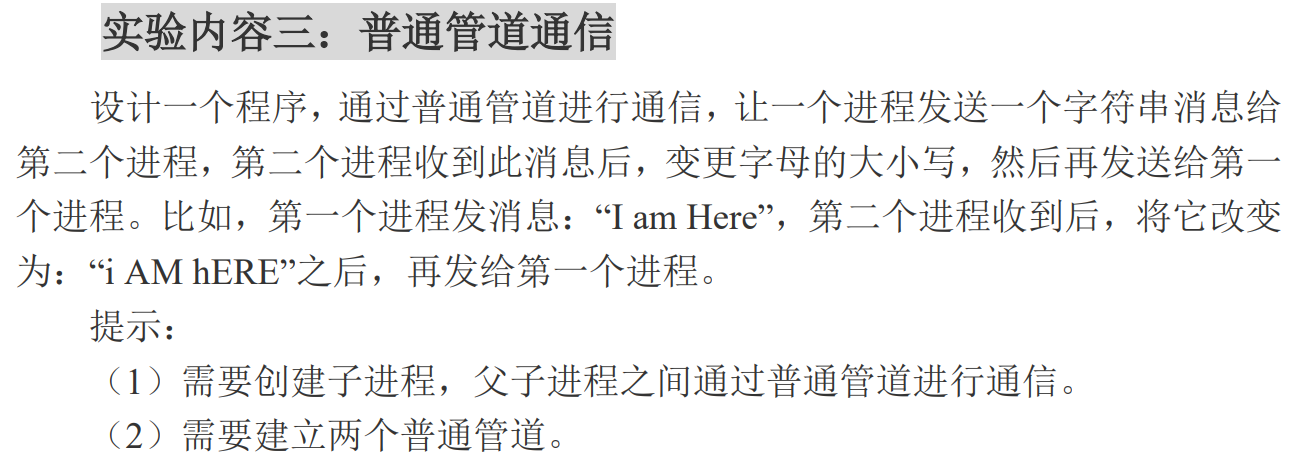 实验内容三：普通管道通信
设计一个程序，通过普通管道进行通信，让一个进程发送一个字符串消息给
第二个进程，第二个进程收到此消息后，变更字母的大小写，然后再发送给第一
个进程。比如，第一个进程发消息：“I am Here”，第二个进程收到后，将它改变
为：“i AM hERE”之后，再发给第一个进程。
提示：
（1）需要创建子进程，父子进程之间通过普通管道进行通信。
（2）需要建立两个普通管道。